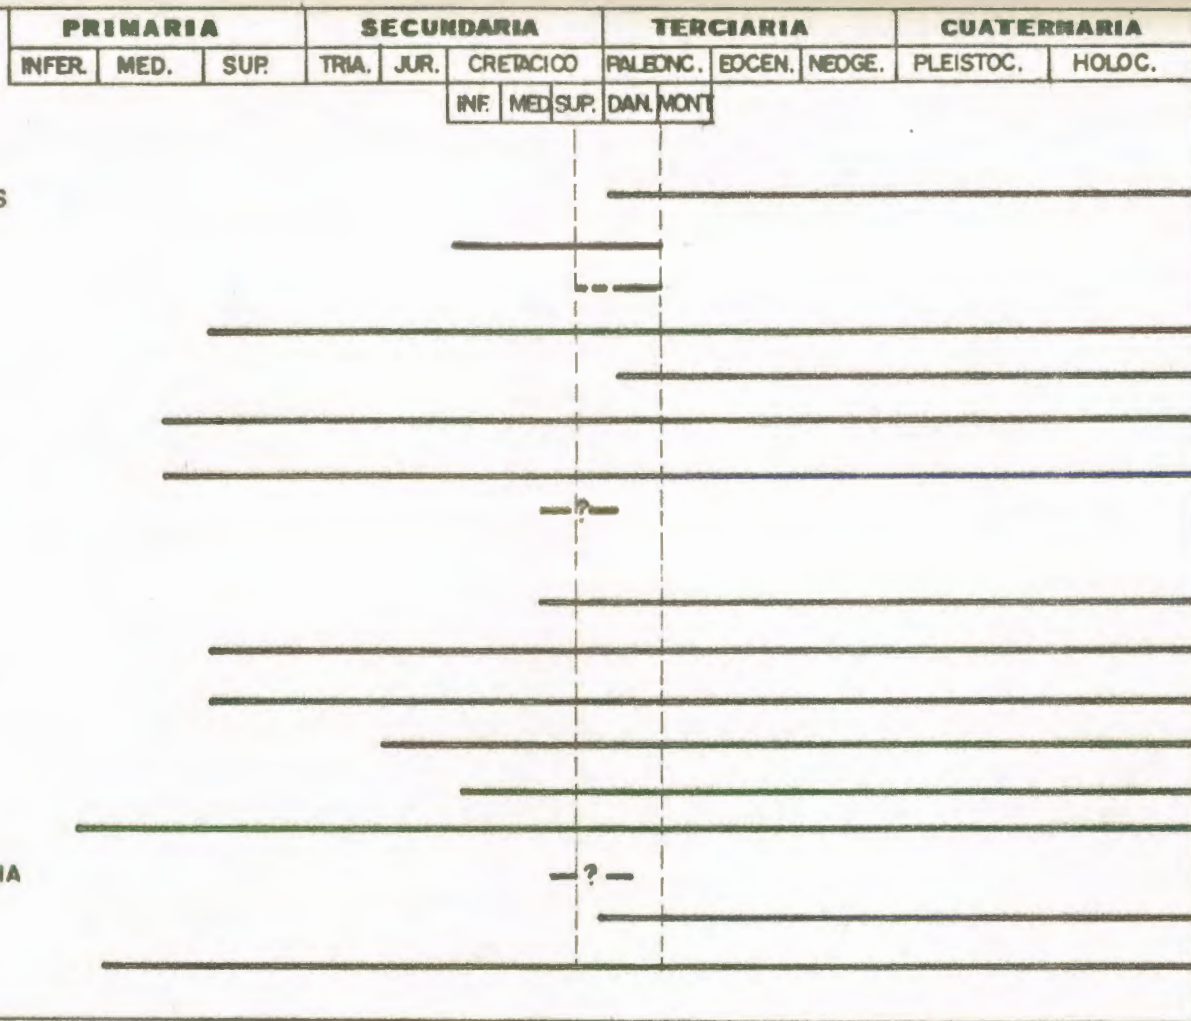 PRIMARIA SECUNDARIA TERCIARIA CUATERNARIA
INFER. MED. SUP. TRIA. JUR. CRETACICO PALEONC. EOCEN. NEOGE. PLEISTOC. HOLOC.
INF. MED SUP. DAN. MONT
S
?
IA
?